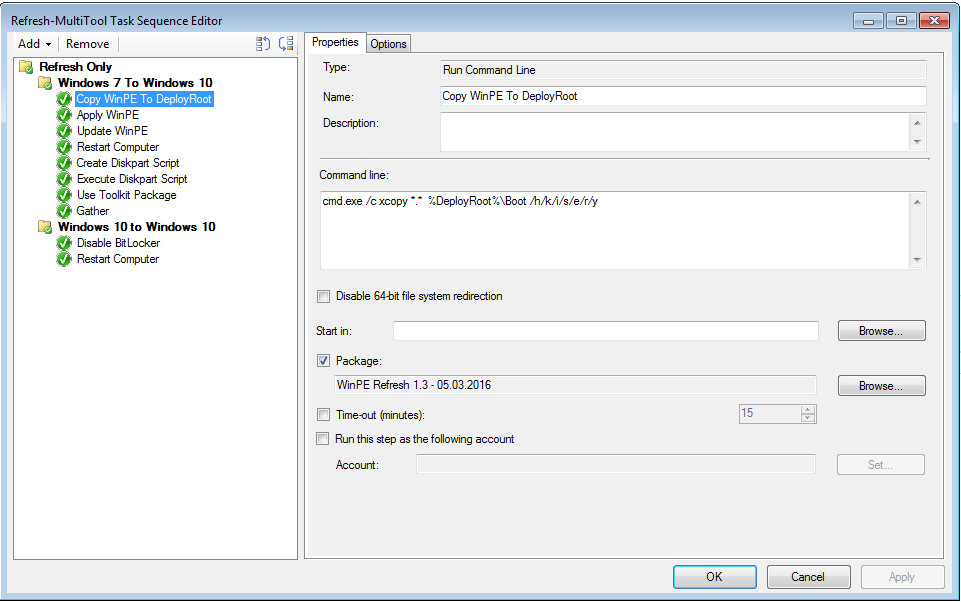 Refresh-MultiTool Task Sequence Editor
Add Remove
Refresh Only
Windows 7 To Windows 10
Copy WinPE To DeployRoot
Apply WinPE
Update WinPE
Restart Computer
Create Diskpart Script
Execute Diskpart Script
Use Toolkit Package
Gather
Windows 10 to Windows 10
Disable BitLocker
Restart Computer
Properties Options
Type: Run Command Line
Name: Copy WinPE To DeployRoot
Description:
Command line:
cmd.exe /c xcopy *.* %DeployRoot%\Boot /h/k/i/s/e/r/y
Disable 64-bit file system redirection
Start in: Browse...
Package:
WinPE Refresh 1.3 - 05.03.2016 Browse...
Time-out (minutes): 15
Run this step as the following account
Account: Set...
OK Cancel Apply